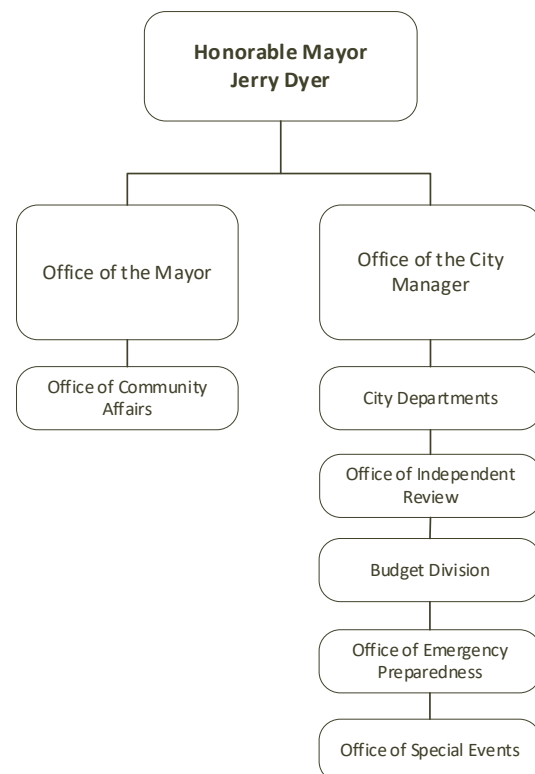 Honorable Mayor
Jerry Dyer
Office of the Mayor
Office of Community
Affairs
Office of the City
Manager
City Departments
Office of Independent
Review
Budget Division
Office of Emergency
Preparedness
Office of Special Events